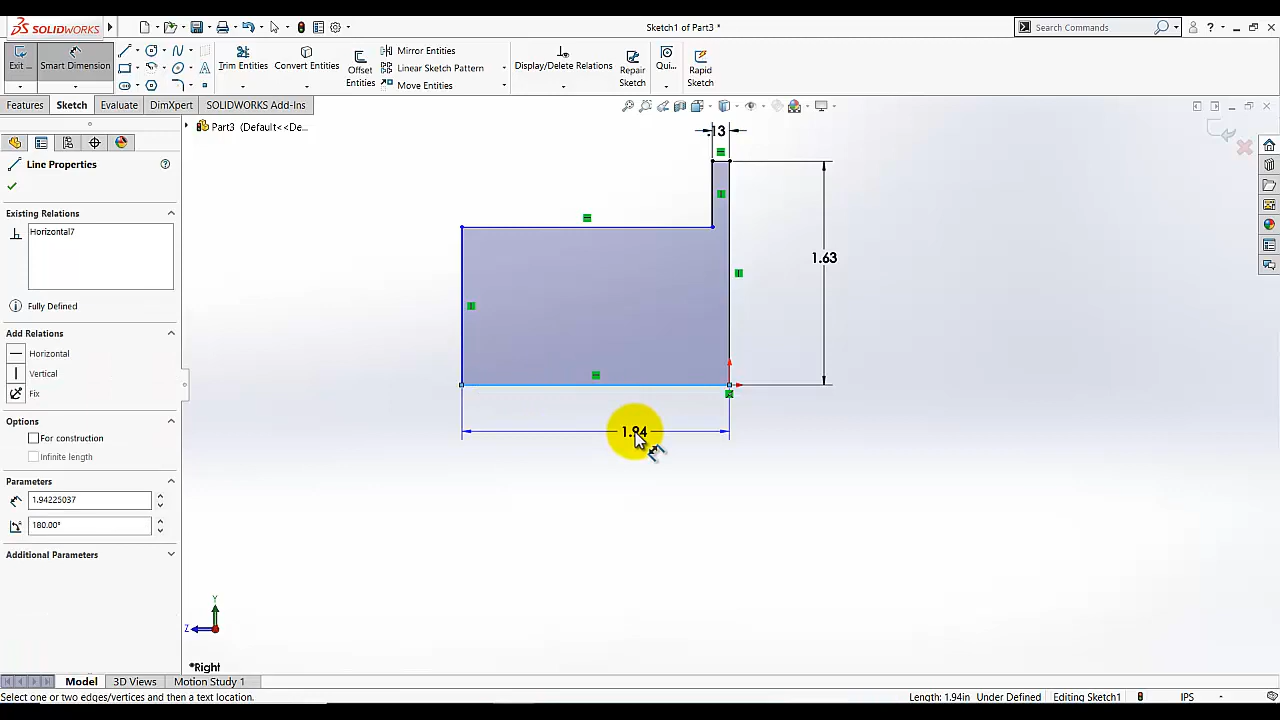 SOLIDWORKS
Sketch1 of Part3 *
Search Commands
?
Exit ...
Smart Dimension
Trim Entities
Convert Entities
Offset Entities
Mirror Entities
Linear Sketch Pattern
Move Entities
Display/Delete Relations
Repair Sketch
Qui...
Rapid Sketch
Features
Sketch
Evaluate
DimXpert
SOLIDWORKS Add-Ins
Part3 (Default<<De...
Line Properties
Existing Relations
Horizontal7
Fully Defined
Add Relations
Horizontal
Vertical
Fix
Options
For construction
Infinite length
Parameters
1.94225037
180.00°
Additional Parameters
.13
1.63
1.94
Y
Z
*Right
Model
3D Views
Motion Study 1
Select one or two edges/vertices and then a text location.
Length: 1.94in
Under Defined
Editing Sketch1
IPS
-